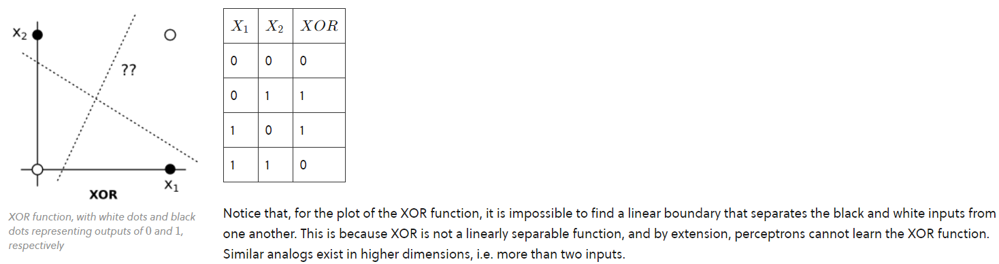 X₂
??
X₁
XOR
XOR function, with white dots and black
dots representing outputs of 0 and 1,
respectively
X₁ X₂ XOR
0 0 0
0 1 1
1 0 1
1 1 0
Notice that, for the plot of the XOR function, it is impossible to find a linear boundary that separates the black and white inputs from
one another. This is because XOR is not a linearly separable function, and by extension, perceptrons cannot learn the XOR function.
Similar analogs exist in higher dimensions, i.e. more than two inputs.